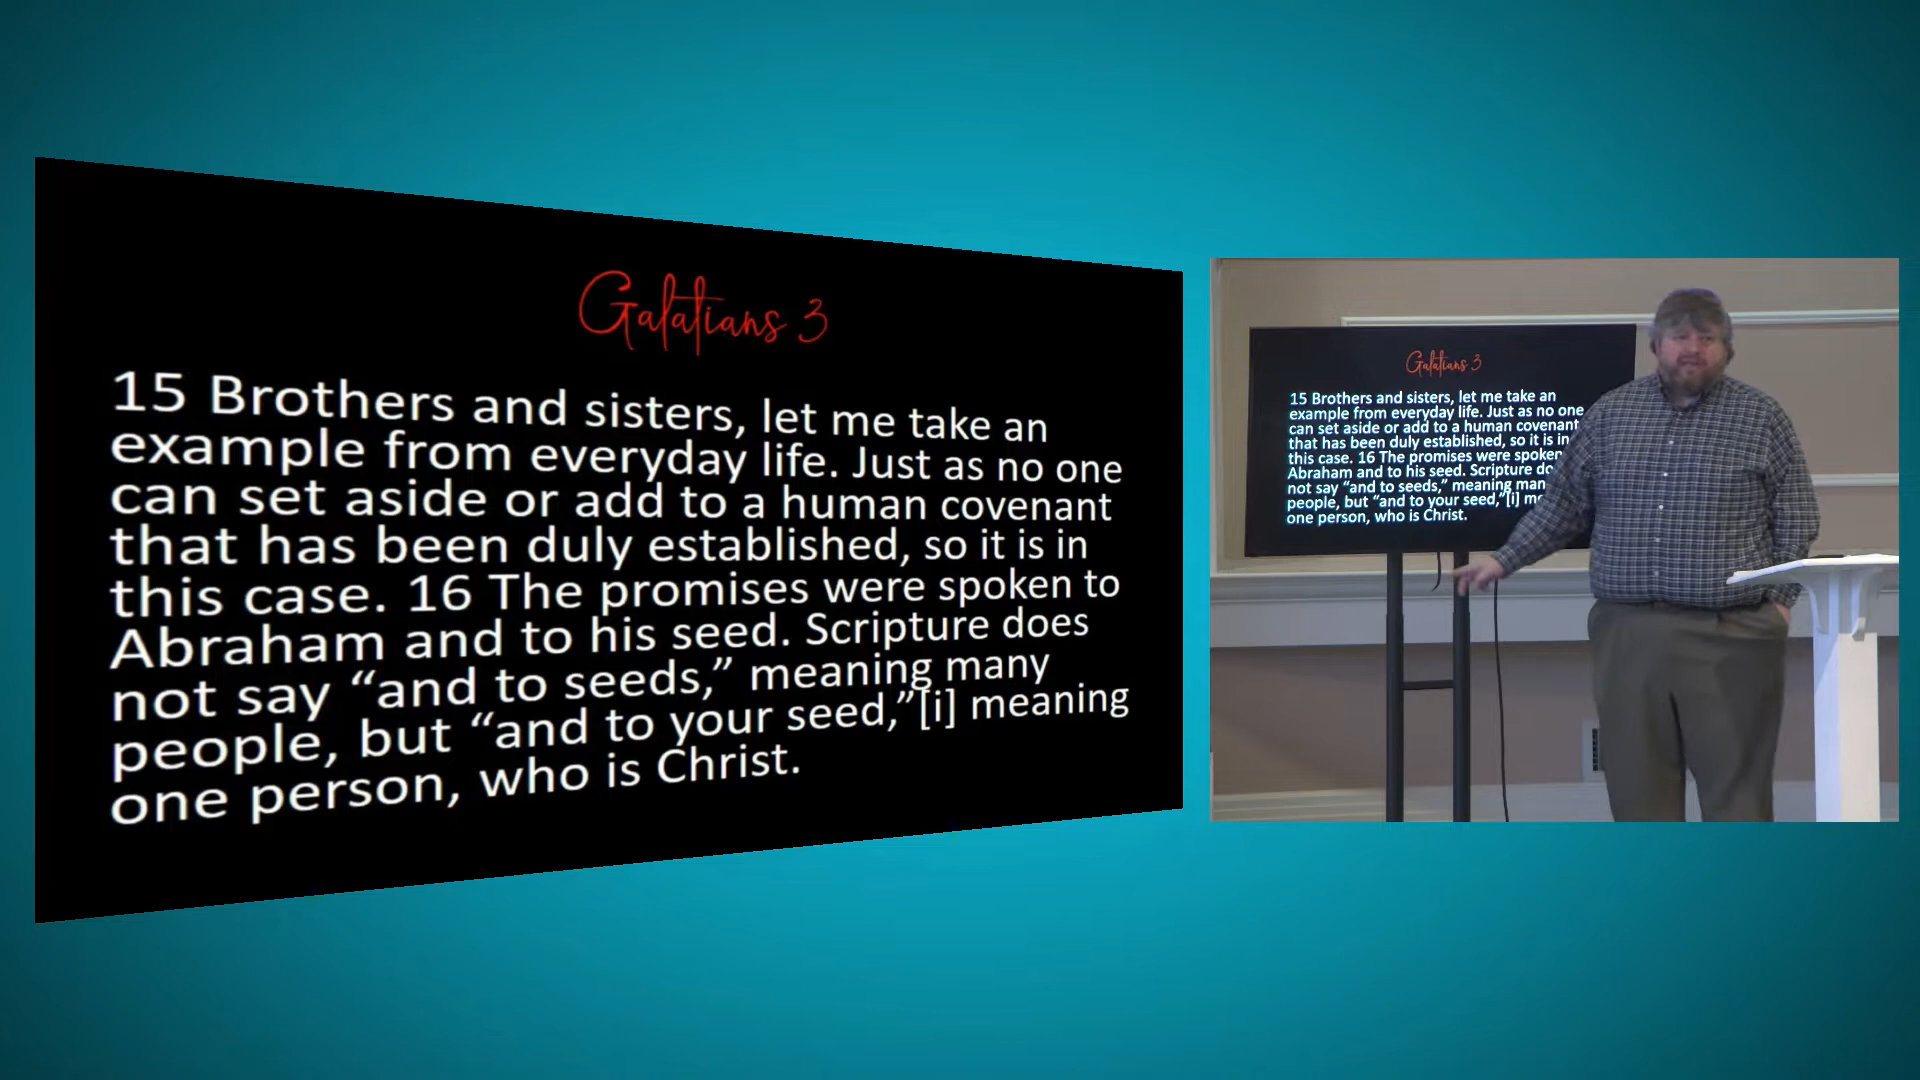 Galatians 3
15 Brothers and sisters, let me take an
example from everyday life. Just as no one
can set aside or add to a human covenant
that has been duly established, so it is in
this case. 16 The promises were spoken to
Abraham and to his seed. Scripture does
not say “and to seeds,” meaning many
people, but “and to your seed,”[i] meaning
one person, who is Christ.
Galatians 3
15 Brothers and sisters, let me take an
example from everyday life. Just as no one
can set aside or add to a human covenant
that has been duly established, so it is in
this case. 16 The promises were spoken
Abraham and to his seed. Scripture
not say “and to seeds,” meaning
people, but “and to your seed,”[i]
one person, who is Christ.